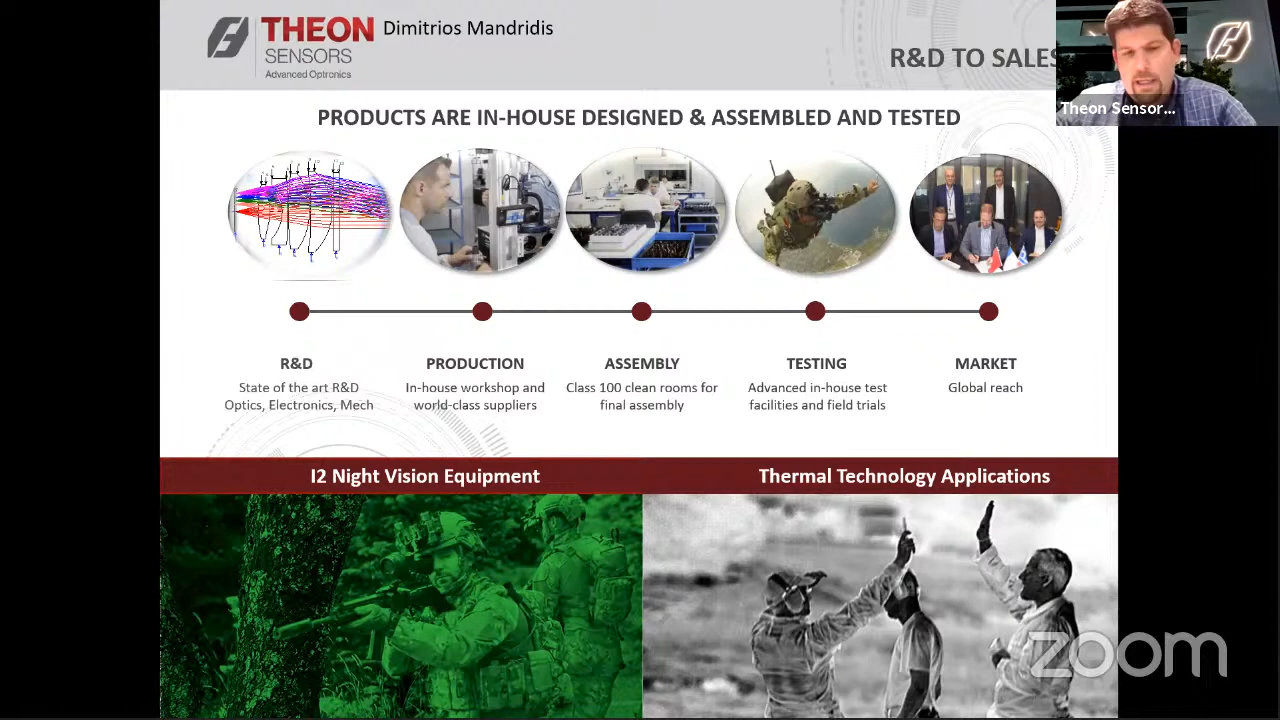 THEON
SENSORS
Advanced Optronics
Dimitrios Mandridis
R&D TO SALES
Theon Sensor...
PRODUCTS ARE IN-HOUSE DESIGNED & ASSEMBLED AND TESTED
R&D
State of the art R&D
Optics, Electronics, Mech
PRODUCTION
In-house workshop and
world-class suppliers
ASSEMBLY
Class 100 clean rooms for
final assembly
TESTING
Advanced in-house test
facilities and field trials
MARKET
Global reach
I2 Night Vision Equipment
Thermal Technology Applications
zoom